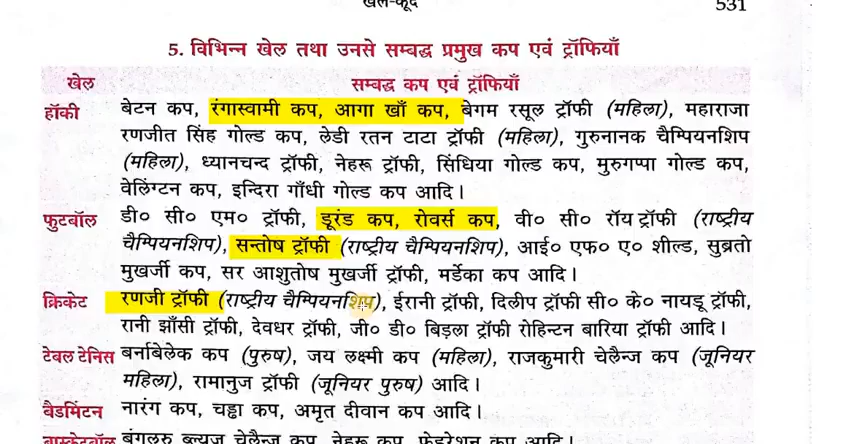 खेल-कूद 531
5. विभिन्न खेल तथा उनसे सम्बद्ध प्रमुख कप एवं ट्रॉफियाँ
खेल सम्बद्ध कप एवं ट्रॉफियाँ
हॉकी बेटन कप, रंगास्वामी कप, आगा खाँ कप, बेगम रसूल ट्रॉफी (महिला), महाराजा
रणजीत सिंह गोल्ड कप, लेडी रतन टाटा ट्रॉफी (महिला), गुरुनानक चैम्पियनशिप
(महिला), ध्यानचन्द ट्रॉफी, नेहरू ट्रॉफी, सिंधिया गोल्ड कप, मुरुगप्पा गोल्ड कप,
वेलिंग्टन कप, इन्दिरा गाँधी गोल्ड कप आदि।
फुटबॉल डी० सी० एम० ट्रॉफी, डूरंड कप, रोवर्स कप, वी० सी० रॉय ट्रॉफी (राष्ट्रीय
चैम्पियनशिप), सन्तोष ट्रॉफी (राष्ट्रीय चैम्पियनशिप), आई० एफ० ए० शील्ड, सुब्रतो
मुखर्जी कप, सर आशुतोष मुखर्जी ट्रॉफी, मर्डेका कप आदि।
क्रिकेट रणजी ट्रॉफी (राष्ट्रीय चैम्पियनशिप), ईरानी ट्रॉफी, दिलीप ट्रॉफी सी० के० नायडू ट्रॉफी,
रानी झाँसी ट्रॉफी, देवधर ट्रॉफी, जी० डी० बिड़ला ट्रॉफी रोहिन्टन बारिया ट्रॉफी आदि।
टेबल टेनिस बर्नाबेलेक कप (पुरुष), जय लक्ष्मी कप (महिला), राजकुमारी चेलैन्ज कप (जूनियर
महिला), रामानुज ट्रॉफी (जूनियर पुरुष) आदि।
बैडमिंटन नारंग कप, चड्ढा कप, अमृत दीवान कप आदि।
बास्केटबॉल बंगलुरु ब्ल्यूज चेलैन्ज कप, नेहरू कप, फेडरेशन कप आदि।